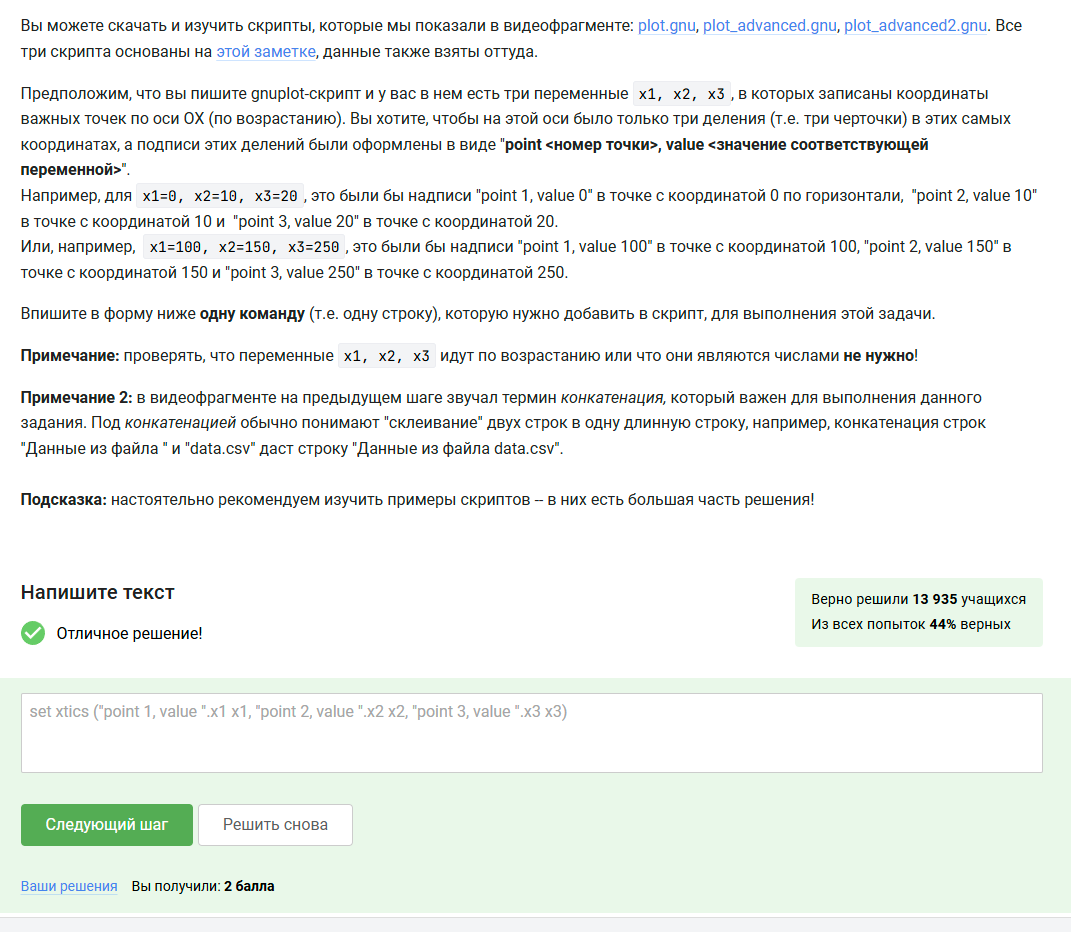 Вы можете скачать и изучить скрипты, которые мы показали в видеофрагменте: plot.gnu, plot_advanced.gnu, plot_advanced2.gnu. Все
три скрипта основаны на этой заметке, данные также взяты оттуда.
Предположим, что вы пишите gnuplot-скрипт и у вас в нем есть три переменные x1, x2, x3, в которых записаны координаты
важных точек по оси OX (по возрастанию). Вы хотите, чтобы на этой оси было только три деления (т.е. три черточки) в этих самых
координатах, а подписи этих делений были оформлены в виде "point <номер точки>, value <значение соответствующей
переменной>".
Например, для x1=0, x2=10, x3=20, это были бы надписи "point 1, value 0" в точке с координатой 0 по горизонтали, "point 2, value 10"
в точке с координатой 10 и "point 3, value 20" в точке с координатой 20.
Или, например, x1=100, x2=150, x3=250, это были бы надписи "point 1, value 100" в точке с координатой 100, "point 2, value 150" в
точке с координатой 150 и "point 3, value 250" в точке с координатой 250.
Впишите в форму ниже одну команду (т.е. одну строку), которую нужно добавить в скрипт, для выполнения этой задачи.
Примечание: проверять, что переменные x1, x2, x3 идут по возрастанию или что они являются числами не нужно!
Примечание 2: в видеофрагменте на предыдущем шаге звучал термин конкатенация, который важен для выполнения данного
задания. Под конкатенацией обычно понимают "склеивание" двух строк в одну длинную строку, например, конкатенация строк
"Данные из файла " и "data.csv" даст строку "Данные из файла data.csv".
Подсказка: настоятельно рекомендуем изучить примеры скриптов -- в них есть большая часть решения!
Напишите текст
Верно решили 13 935 учащихся
Из всех попыток 44% верных
Отличное решение!
set xtics ("point 1, value ".x1 x1, "point 2, value ".x2 x2, "point 3, value ".x3 x3)
Следующий шаг
Решить снова
Ваши решения Вы получили: 2 балла